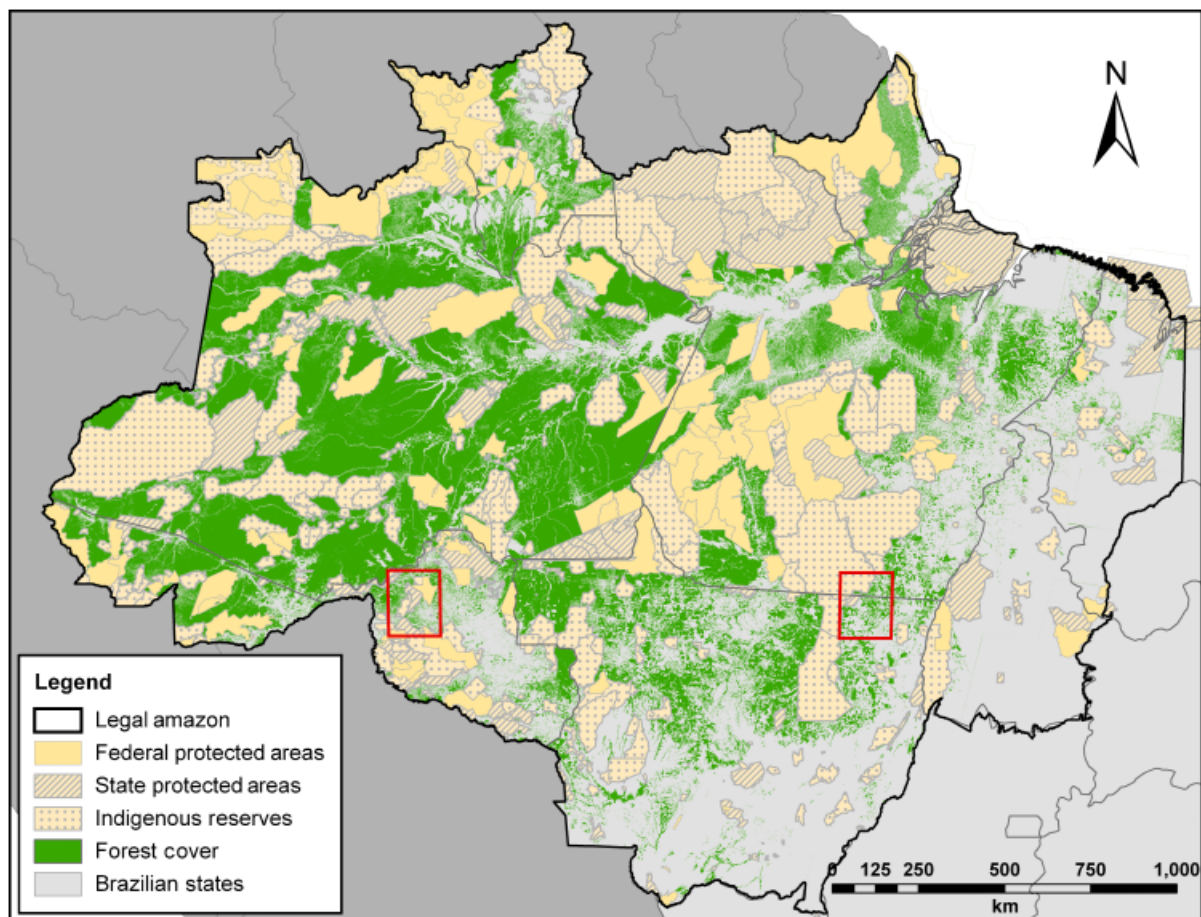 N
Legend
Legal amazon
Federal protected areas
State protected areas
Indigenous reserves
Forest cover
Brazilian states
0 125 250 500 750 1,000
km